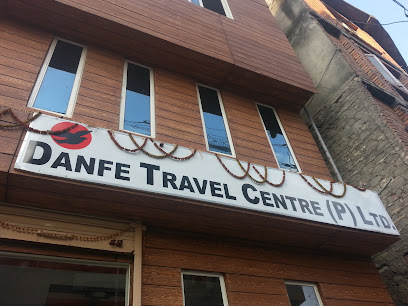 DANFE TRAVEL CENTRE (P) LTD.